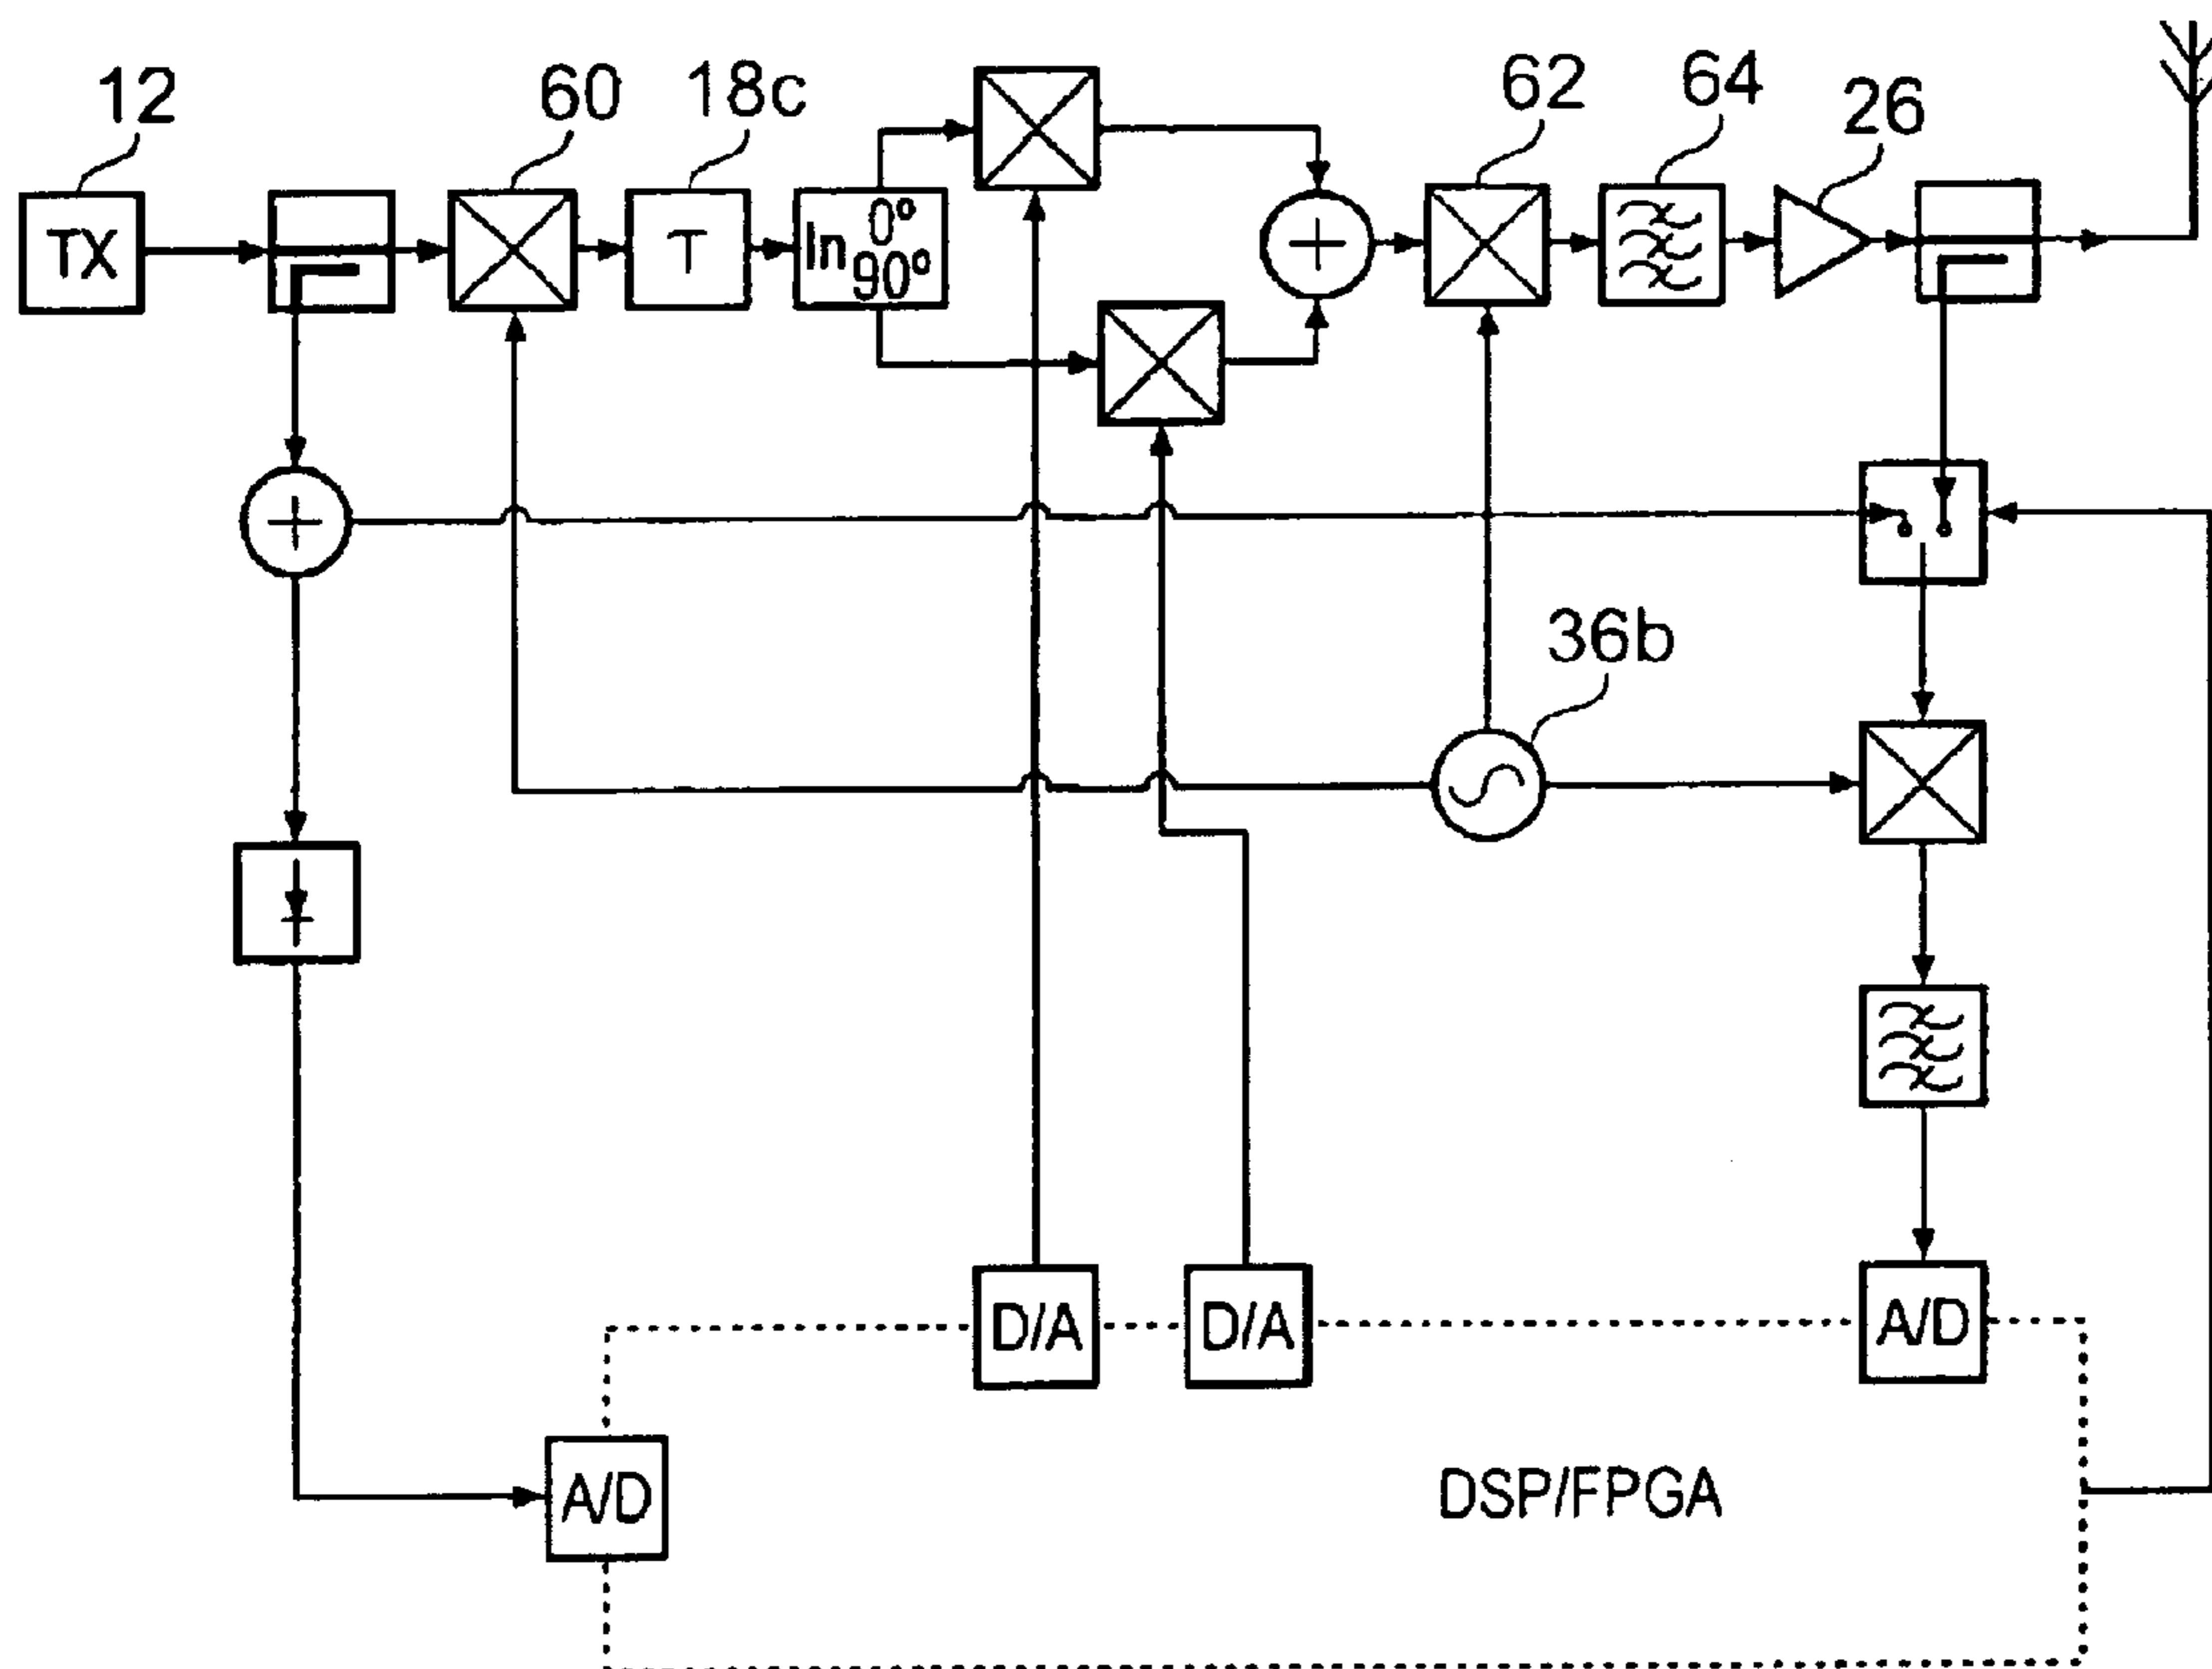 12
60
18c
62
64
26
TX
T
In
0°
90°
36b
D/A
D/A
A/D
A/D
DSP/FPGA